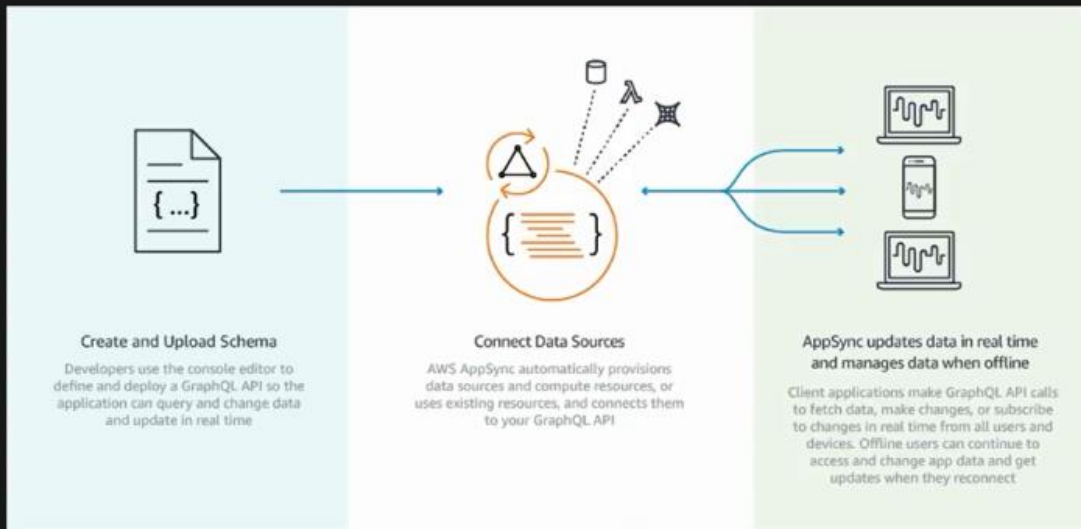 { ... }
λ
{ }
Create and Upload Schema
Developers use the console editor to
define and deploy a GraphQL API so the
application can query and change data
and update in real time
Connect Data Sources
AWS AppSync automatically provisions
data sources and compute resources, or
uses existing resources, and connects them
to your GraphQL API
AppSync updates data in real time
and manages data when offline
Client applications make GraphQL API calls
to fetch data, make changes, or subscribe
to changes in real time from all users and
devices. Offline users can continue to
access and change app data and get
updates when they reconnect